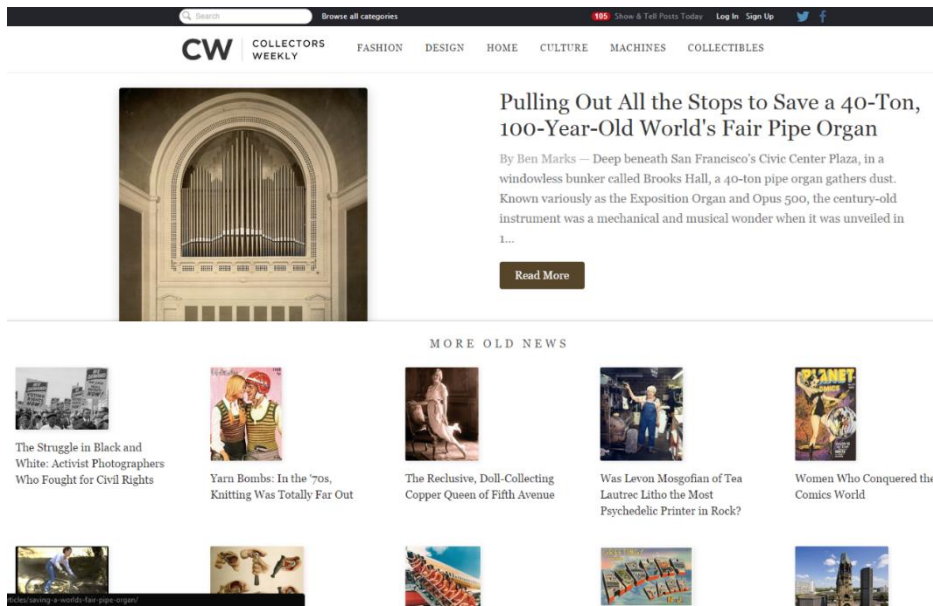 Search
Browse all categories
105 Show & Tell Posts Today
Log In Sign Up
CW COLLECTORS
WEEKLY
FASHION DESIGN HOME CULTURE MACHINES COLLECTIBLES
Pulling Out All the Stops to Save a 40-Ton,
100-Year-Old World's Fair Pipe Organ
By Ben Marks — Deep beneath San Francisco's Civic Center Plaza, in a
windowless bunker called Brooks Hall, a 40-ton pipe organ gathers dust.
Known variously as the Exposition Organ and Opus 500, the century-old
instrument was a mechanical and musical wonder when it was unveiled in
1...
Read More
MORE OLD NEWS
The Struggle in Black and
White: Activist Photographers
Who Fought for Civil Rights
Yarn Bombs: In the '70s,
Knitting Was Totally Far Out
The Reclusive, Doll-Collecting
Copper Queen of Fifth Avenue
Was Levon Mosgofian of Tea
Lautrec Litho the Most
Psychedelic Printer in Rock?
PLANET
COMICS
Women Who Conquered the
Comics World
rticles/saving-a-worlds-fair-pipe-organ/